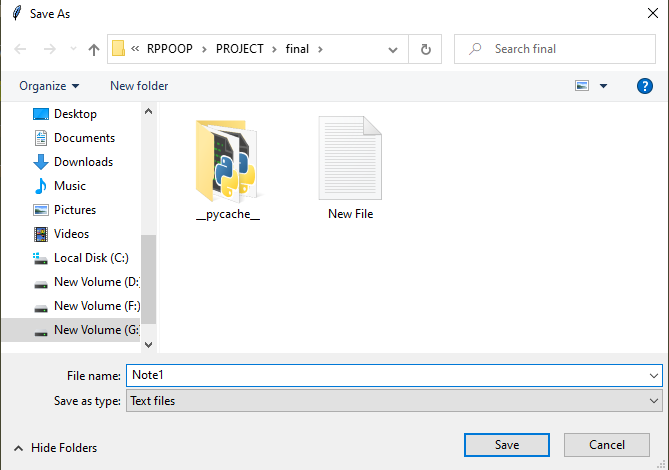 Save As
« RPPOOP > PROJECT > final >
Search final
Organize
New folder
Desktop
Documents
Downloads
Music
Pictures
Videos
Local Disk (C:)
New Volume (D:
New Volume (F:)
New Volume (G:
__pycache__
New File
File name: Note1
Save as type: Text files
Hide Folders
Save
Cancel